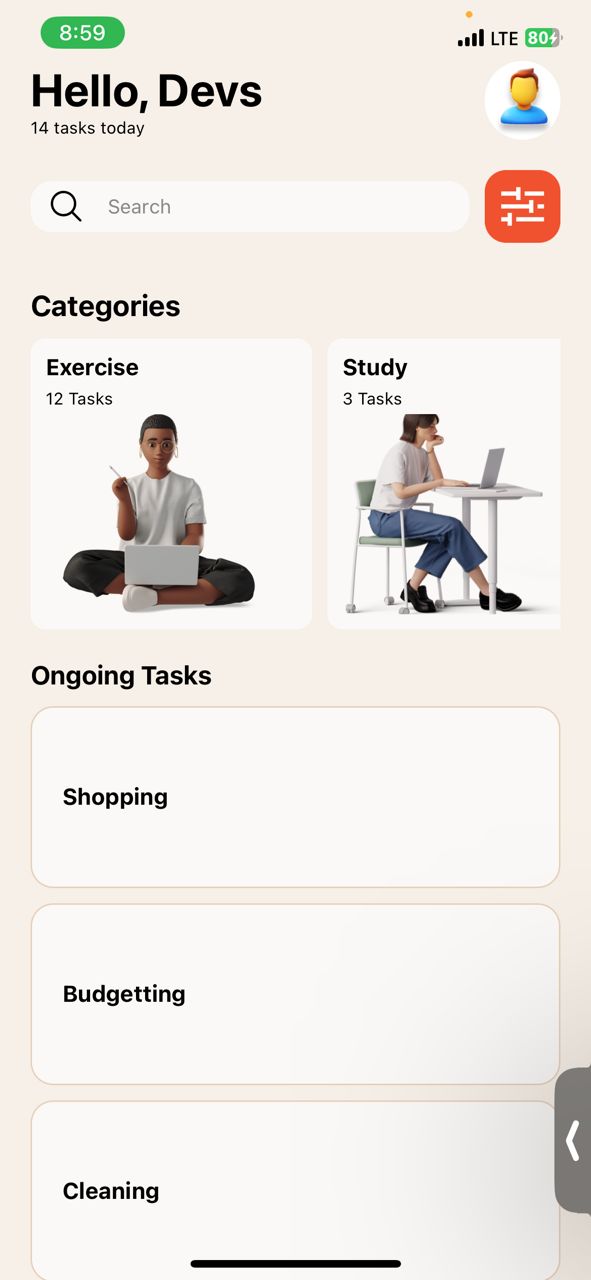 8:59
LTE 80
Hello, Devs
14 tasks today
Search
Categories
Exercise
12 Tasks
Study
3 Tasks
Ongoing Tasks
Shopping
Budgetting
Cleaning